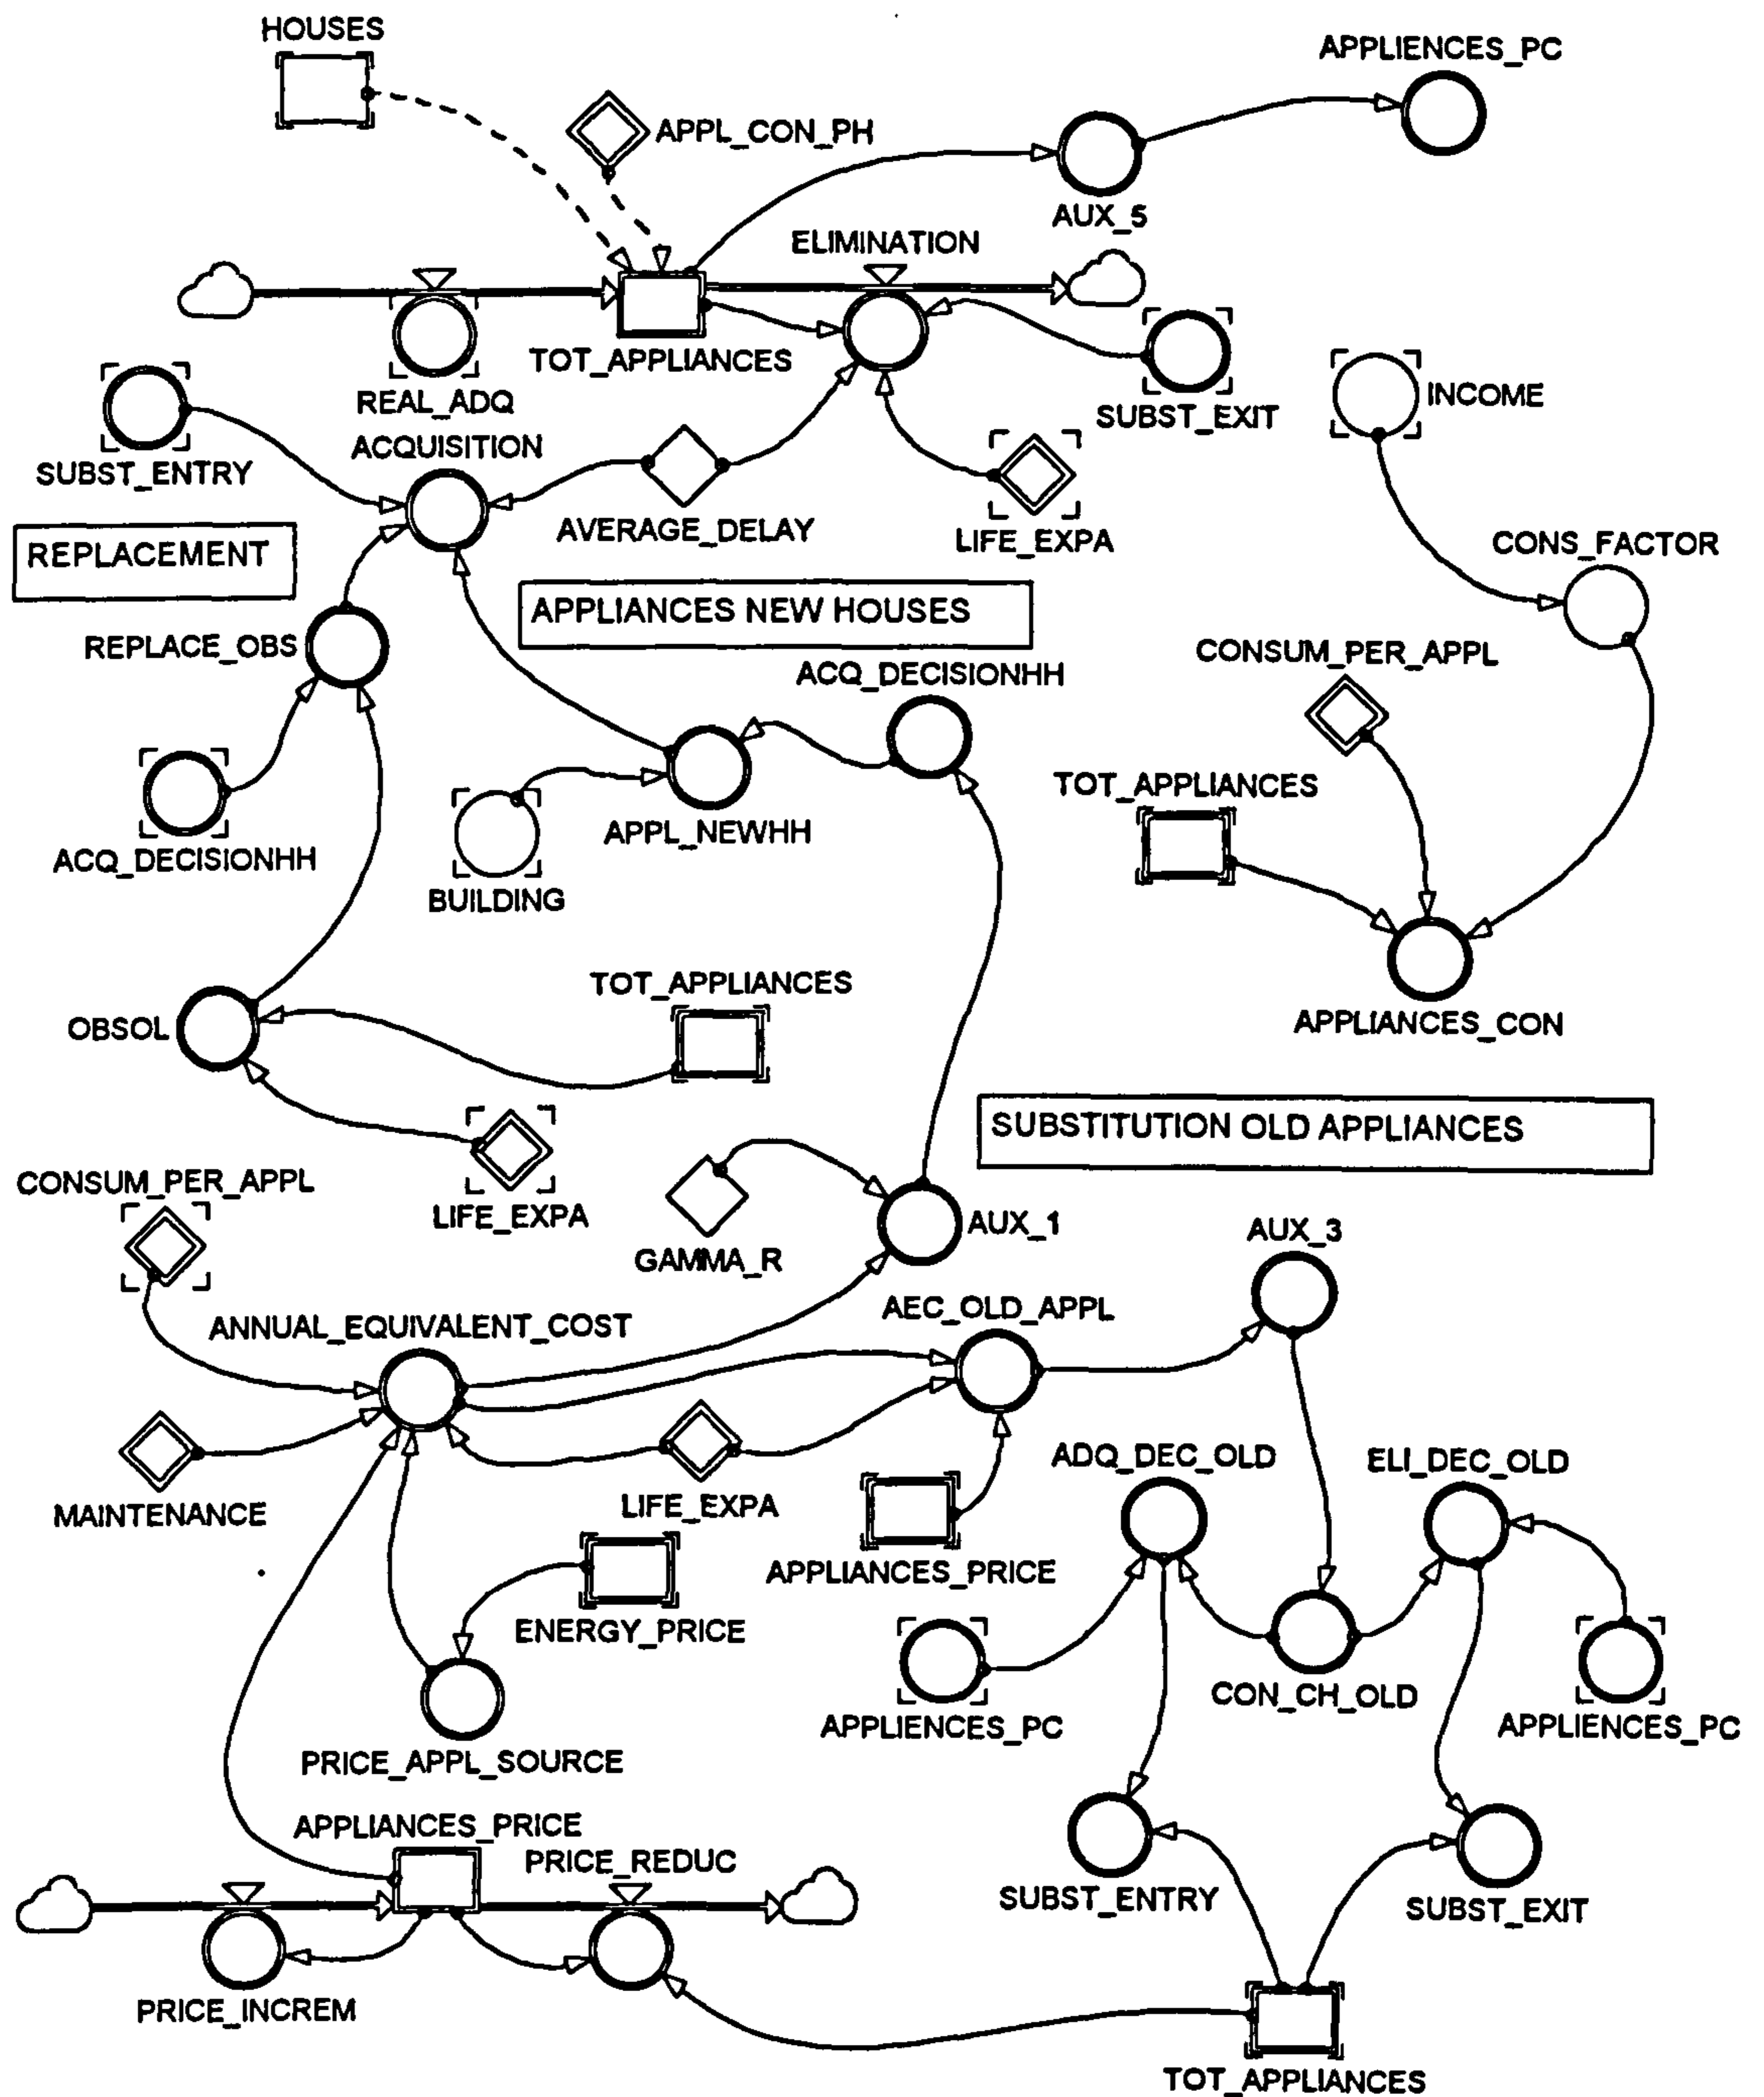 HOUSES
APPLIENCES_PC
APPL_CON_PH
AUX_5
ELIMINATION
TOT_APPLIANCES
REAL_ADQ
SUBST_EXIT
INCOME
SUBST_ENTRY
ACQUISITION
AVERAGE_DELAY
LIFE_EXPA
CONS_FACTOR
REPLACEMENT
APPLIANCES NEW HOUSES
REPLACE_OBS
ACQ_DECISIONHH
CONSUM_PER_APPL
TOT_APPLIANCES
ACQ_DECISIONHH
APPL_NEWHH
BUILDING
TOT_APPLIANCES
APPLIANCES_CON
OBSOL
SUBSTITUTION OLD APPLIANCES
CONSUM_PER_APPL
LIFE_EXPA
GAMMA_R
AUX_1
AUX_3
ANNUAL_EQUIVALENT_COST
AEC_OLD_APPL
MAINTENANCE
LIFE_EXPA
ADQ_DEC_OLD
ELI_DEC_OLD
APPLIANCES_PRICE
ENERGY_PRICE
APPLIENCES_PC
CON_CH_OLD
APPLIENCES_PC
PRICE_APPL_SOURCE
APPLIANCES_PRICE
PRICE_REDUC
SUBST_ENTRY
SUBST_EXIT
PRICE_INCREM
TOT_APPLIANCES